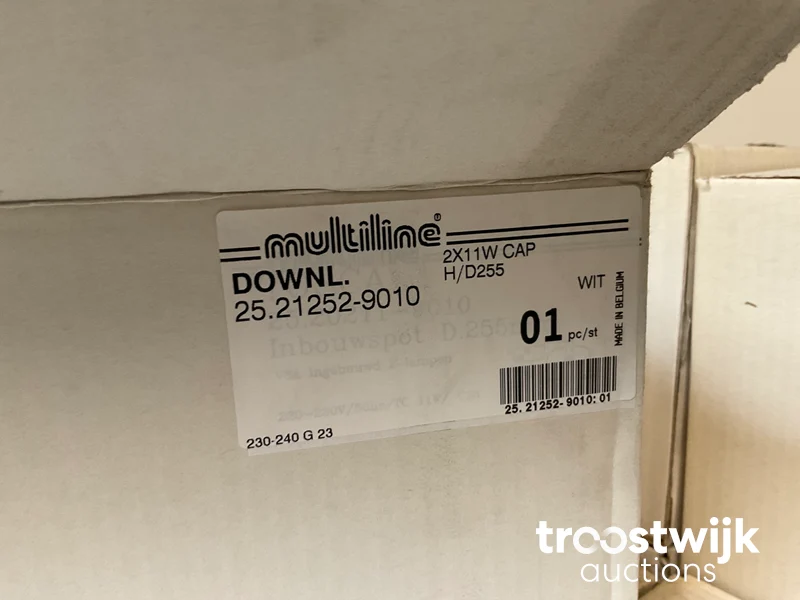 multiline®
DOWNL. 2X11W CAP
25.21252-9010 H/D255
WIT
01 pc/st
MADE IN BELGIUM
25.21252-9010:01
230-240 G 23
Inbouwspot D.255
troostwijk
auctions